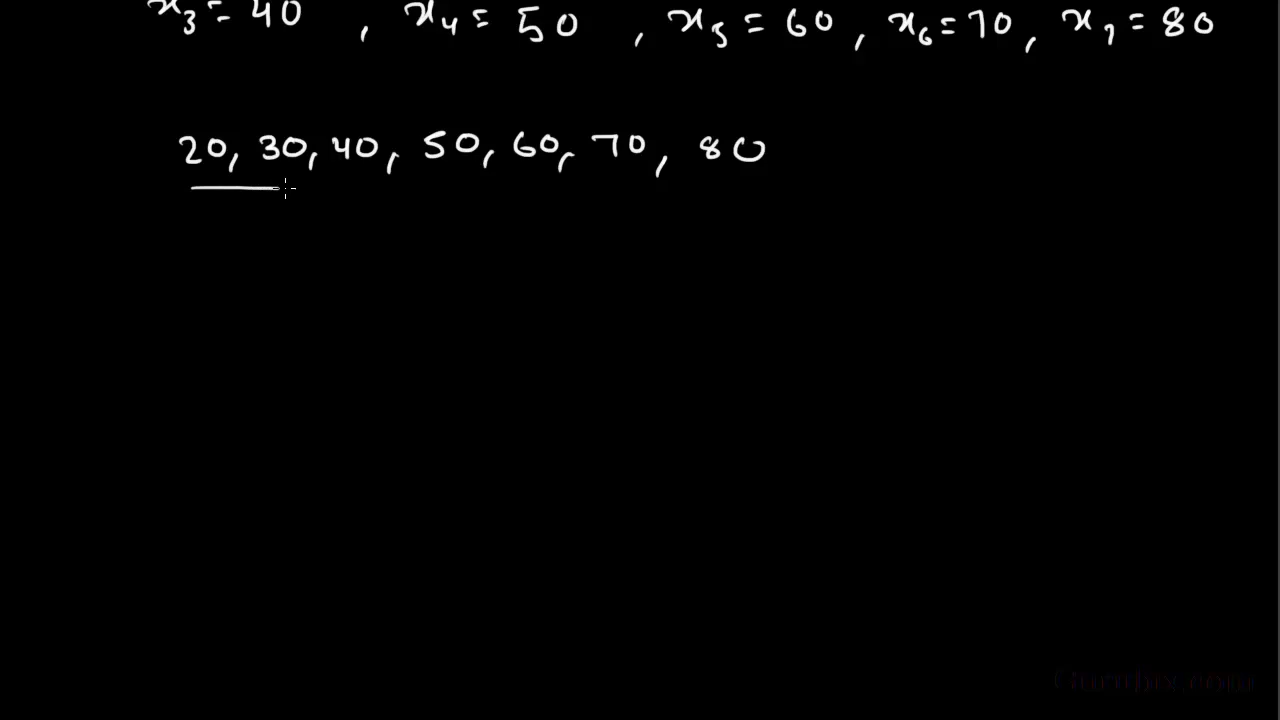 x₃ = 40 , x₄ = 50 , x₅ = 60 , x₆ = 70 , x₇ = 80
20, 30, 40, 50, 60, 70, 80